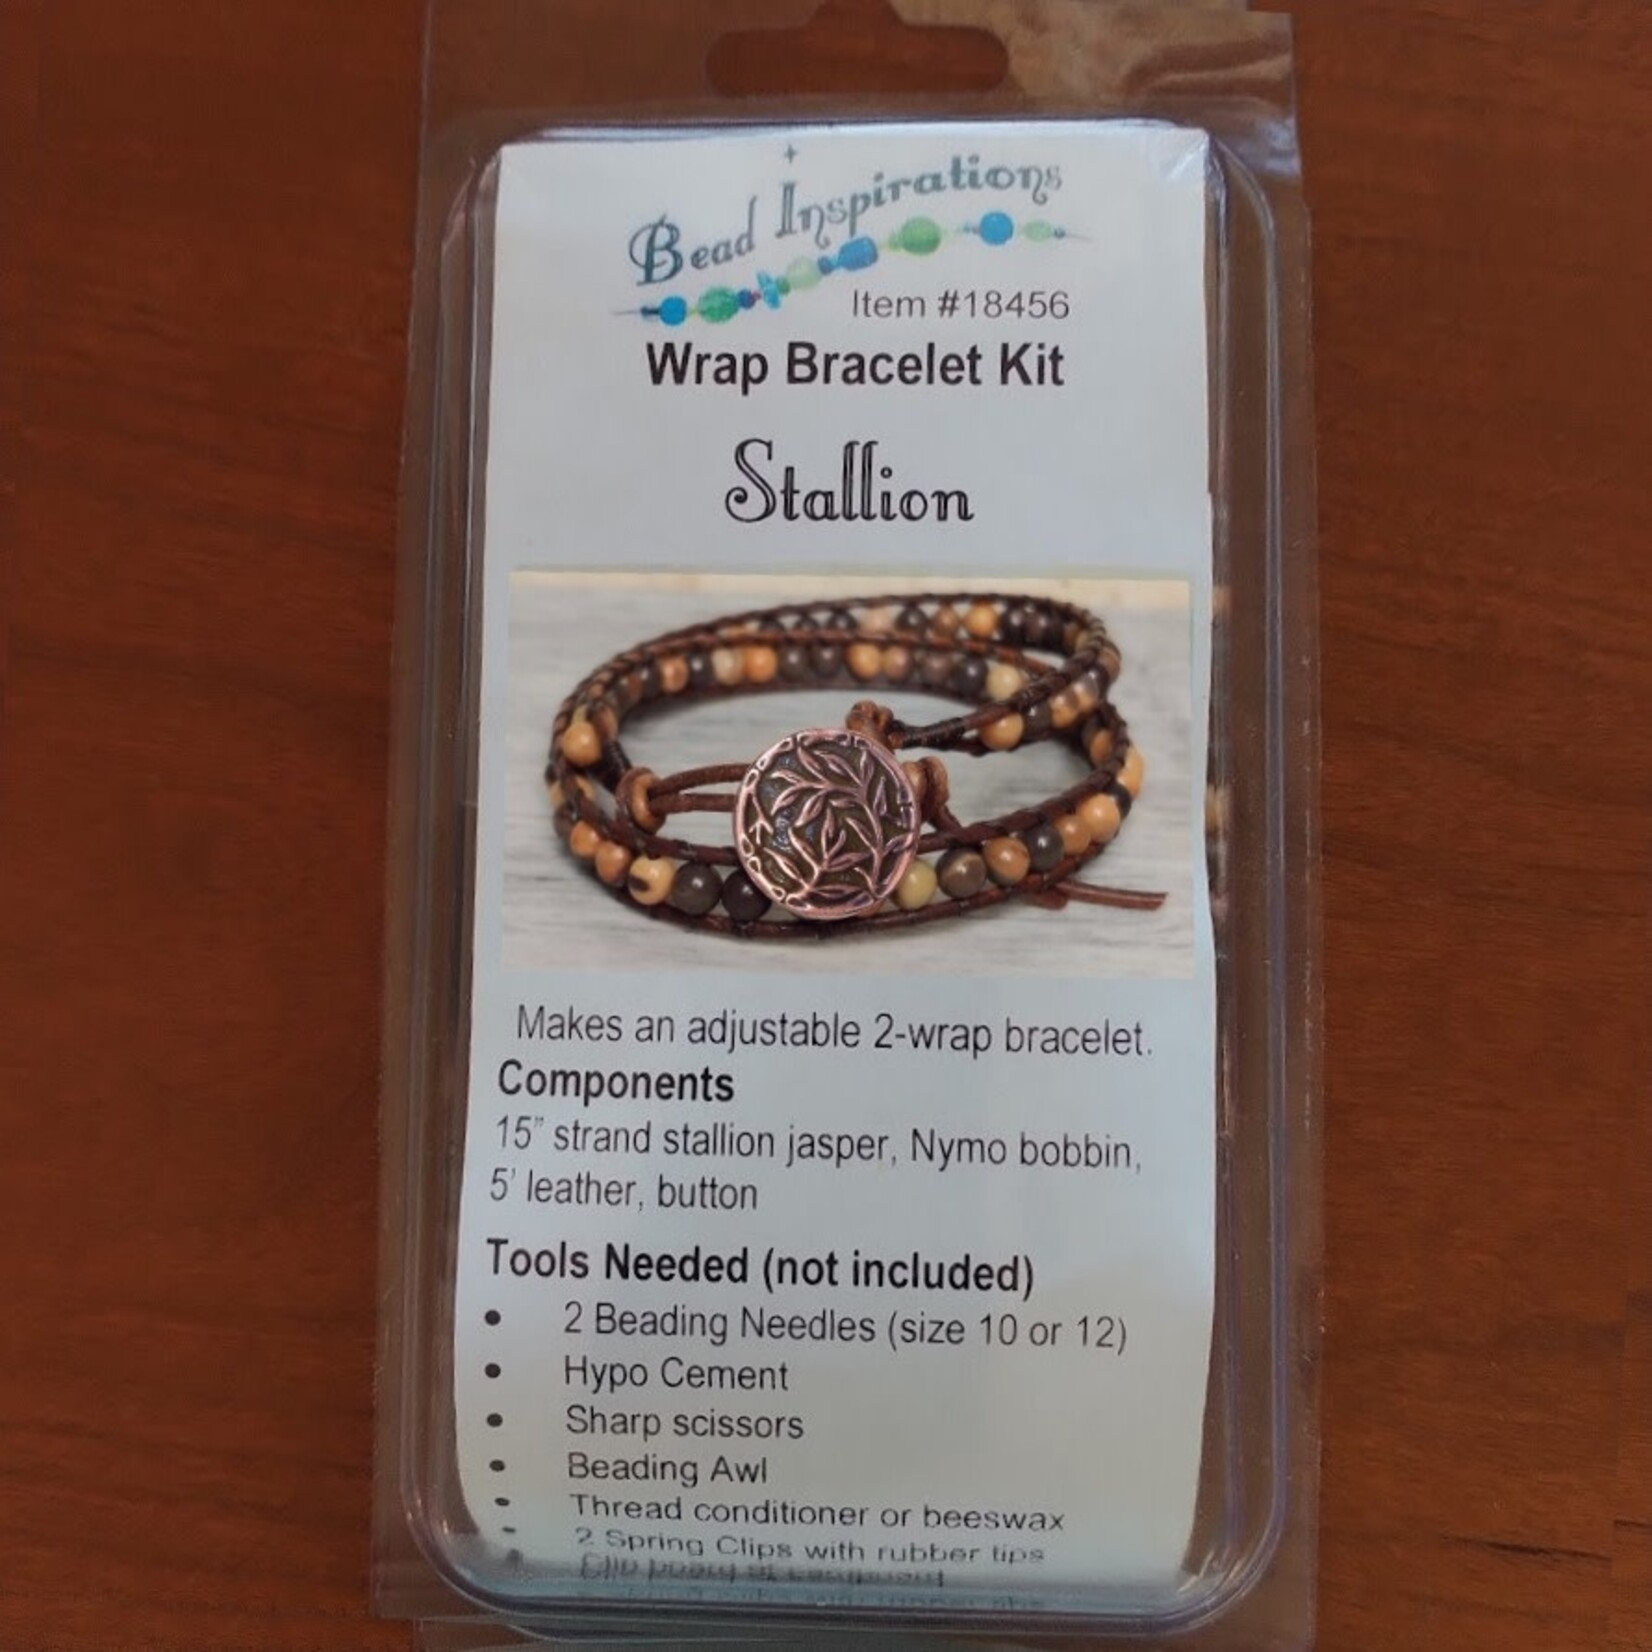 Bead Inspirations
Item #18456
Wrap Bracelet Kit
Stallion
Makes an adjustable 2-wrap bracelet.
Components
15” strand stallion jasper, Nymo bobbin,
5’ leather, button
Tools Needed (not included)
• 2 Beading Needles (size 10 or 12)
• Hypo Cement
• Sharp scissors
• Beading Awl
• Thread conditioner or beeswax
• 2 Spring Clips with rubber tips